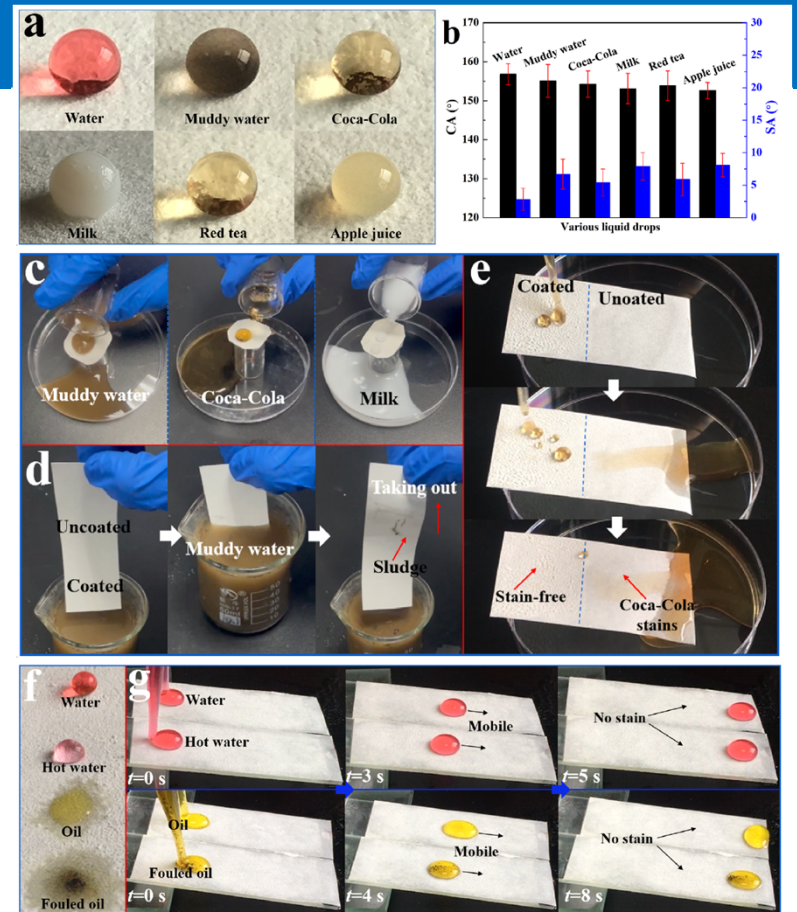 a
Water
Muddy water
Coca-Cola
Milk
Red tea
Apple juice
b
170
160
150
140
130
120
CA (°)
30
25
20
15
10
5
0
SA (°)
Water
Muddy water
Coca-Cola
Milk
Red tea
Apple juice
Various liquid drops
c
Muddy water
Coca-Cola
Milk
d
Uncoated
Coated
Muddy water
Taking out
Sludge
e
Coated
Unoated
Stain-free
Coca-Cola
stains
f
Water
Hot water
Oil
Fouled oil
g
Water
Hot water
t=0 s
Mobile
t=3 s
No stain
t=5 s
Oil
Fouled oil
t=0 s
Mobile
t=4 s
No stain
t=8 s